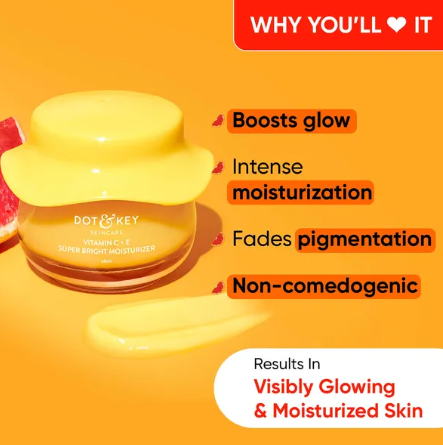 WHY YOU'LL ❤ IT
Boosts glow
Intense
moisturization
DOT & KEY
SKINCARE
VITAMIN C + E
SUPER BRIGHT MOISTURIZER
Fades pigmentation
Non-comedogenic
Results In
Visibly Glowing
& Moisturized Skin